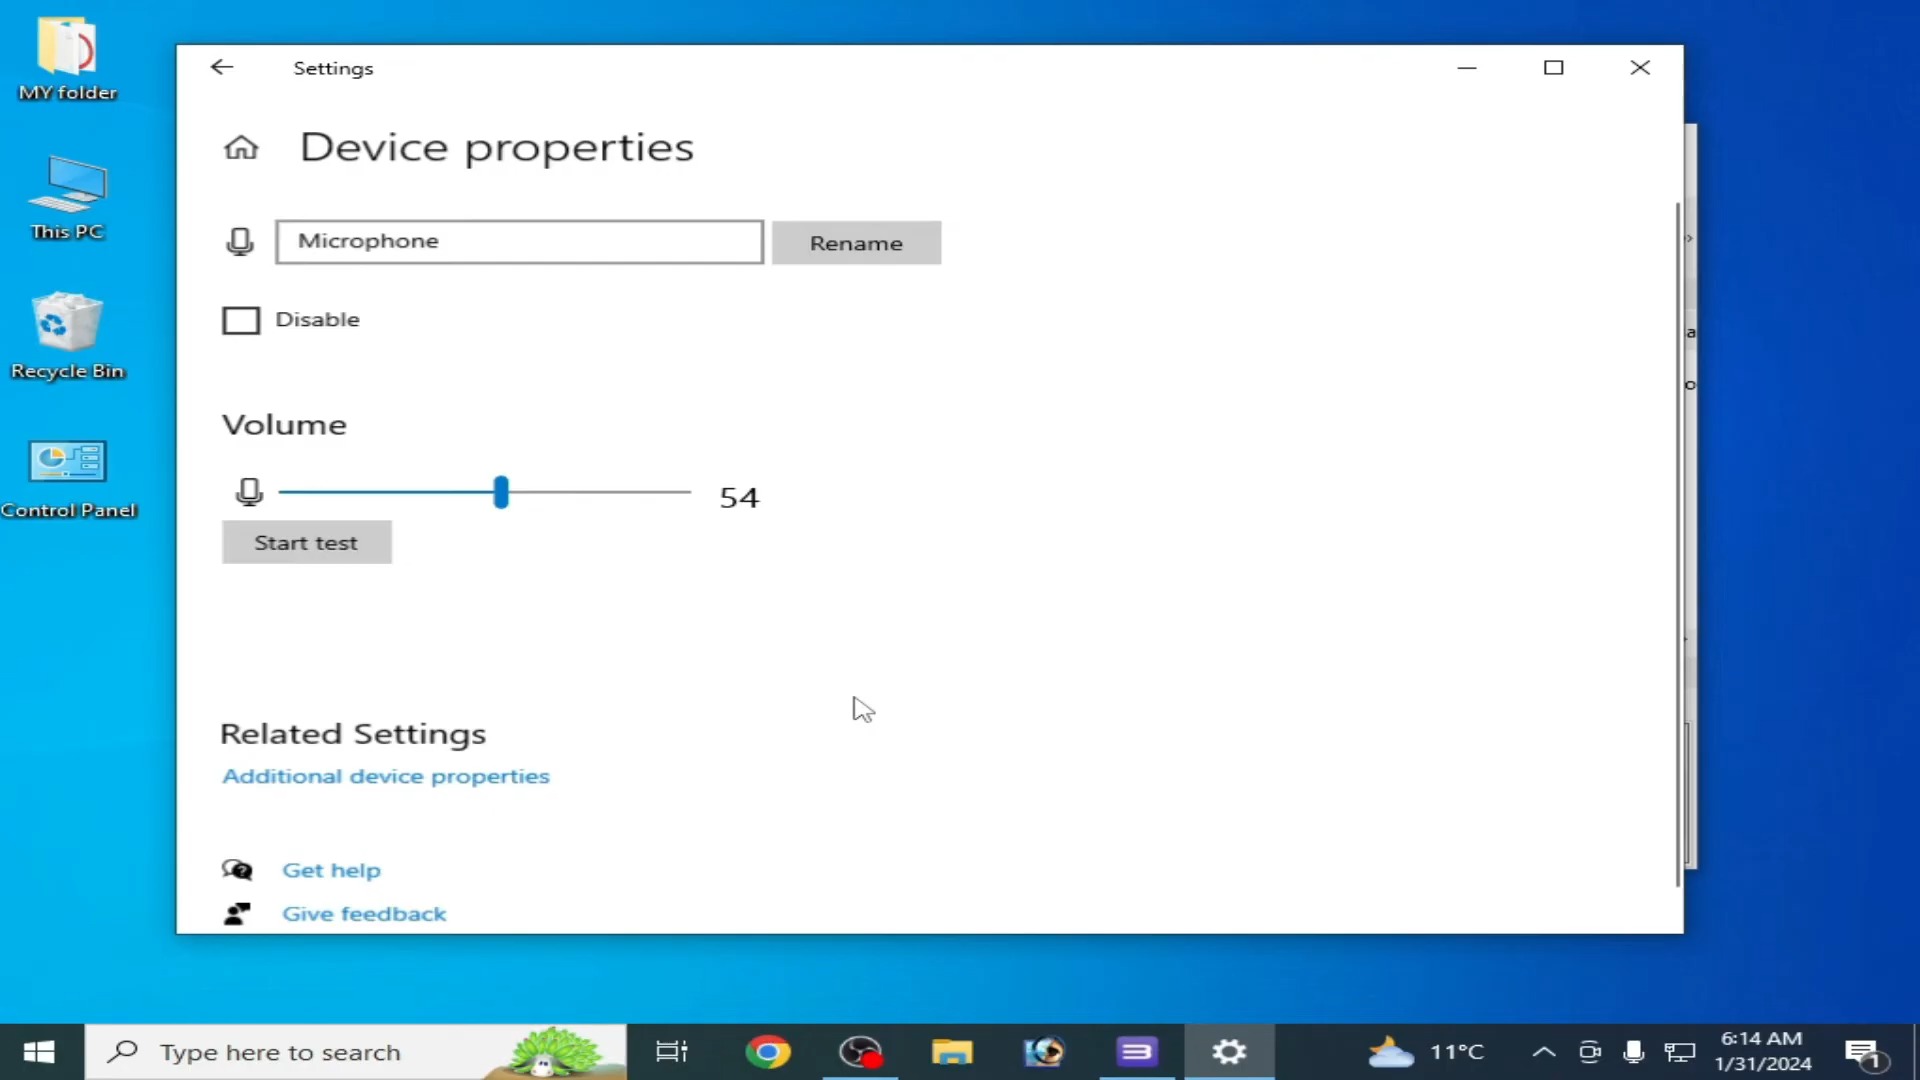 MY folder
This PC
Recycle Bin
Control Panel
Settings
Device properties
Microphone
Rename
Disable
Volume
54
Start test
Related Settings
Additional device properties
Get help
Give feedback
a
o
Type here to search
11°C
6:14 AM
1/31/2024
1